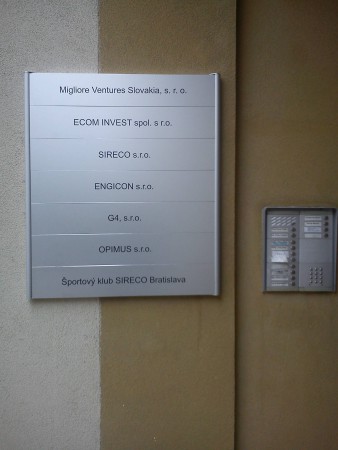 Migliore Ventures Slovakia, s. r. o.
ECOM INVEST spol. s r.o.
SIRECO s.r.o.
ENGICON s.r.o.
G4, s.r.o.
OPIMUS s.r.o.
Športový klub SIRECO Bratislava